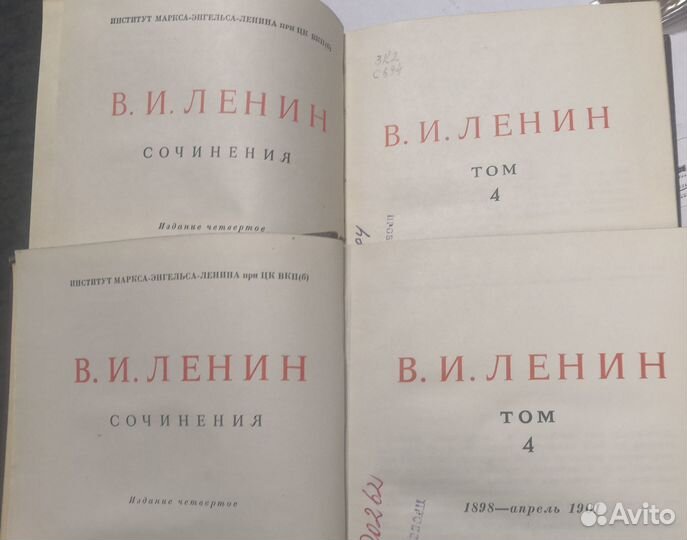 ИНСТИТУТ МАРКСА-ЭНГЕЛЬСА-ЛЕНИНА при ЦК ВКП(б)
В. И. ЛЕНИН
СОЧИНЕНИЯ
Издание четвертое
В. И. ЛЕНИН
ТОМ
4
ИНСТИТУТ МАРКСА-ЭНГЕЛЬСА-ЛЕНИНА при ЦК ВКП(б)
В. И. ЛЕНИН
СОЧИНЕНИЯ
Издание четвертое
В. И. ЛЕНИН
ТОМ
4
1898—апрель
Avito